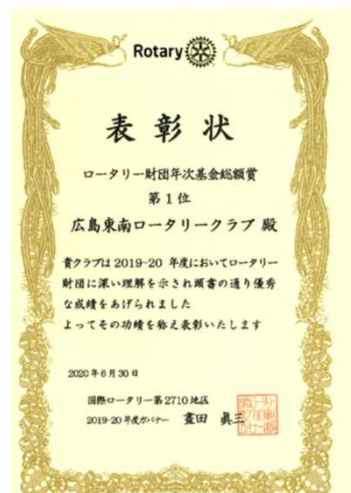 Rotary
表彰状
ロータリー財団年次基金総額賞
第1位
広島東南ロータリークラブ 殿
貴クラブは 2019-20 年度においてロータリー
財団に深い理解を示され頭書の通り優秀
な成績をあげられました
よってその功績を称え表彰いたします
2020年6月30日
国際ロータリー第2710地区
2019-20年度ガバナー 晝田 眞三